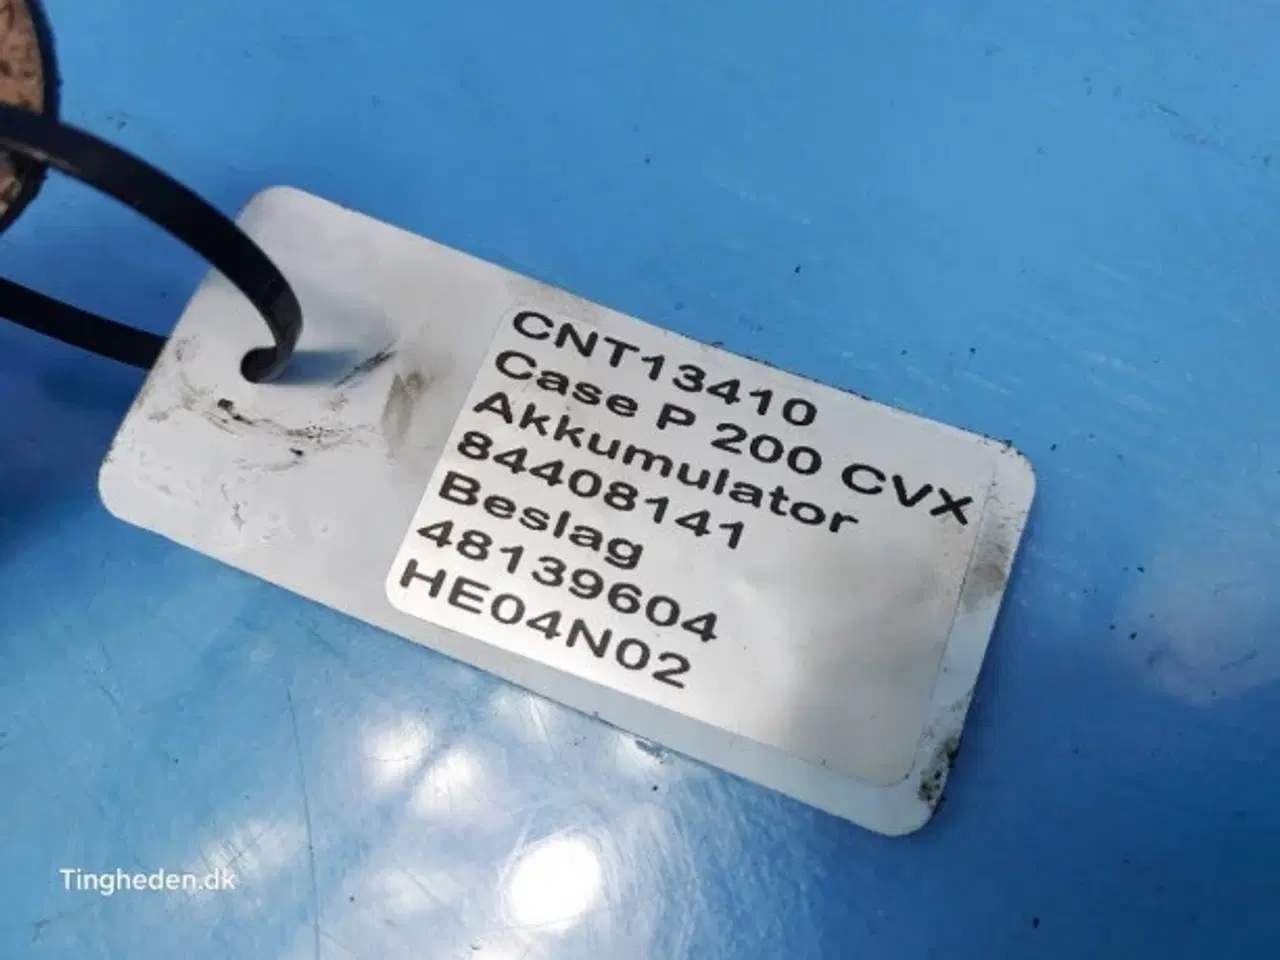 CNT13410
Case P 200 CVX
Akkumulator
84408141
Beslag
48139604
HE04N02
Tingheden.dk